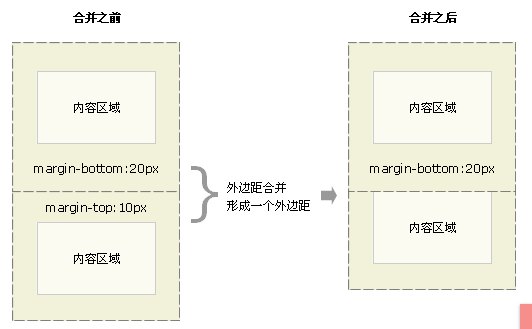 合并之前
合并之后
内容区域
margin-bottom:20px
margin-top:10px
内容区域
外边距合并
形成一个外边距
内容区域
margin-bottom:20px
内容区域